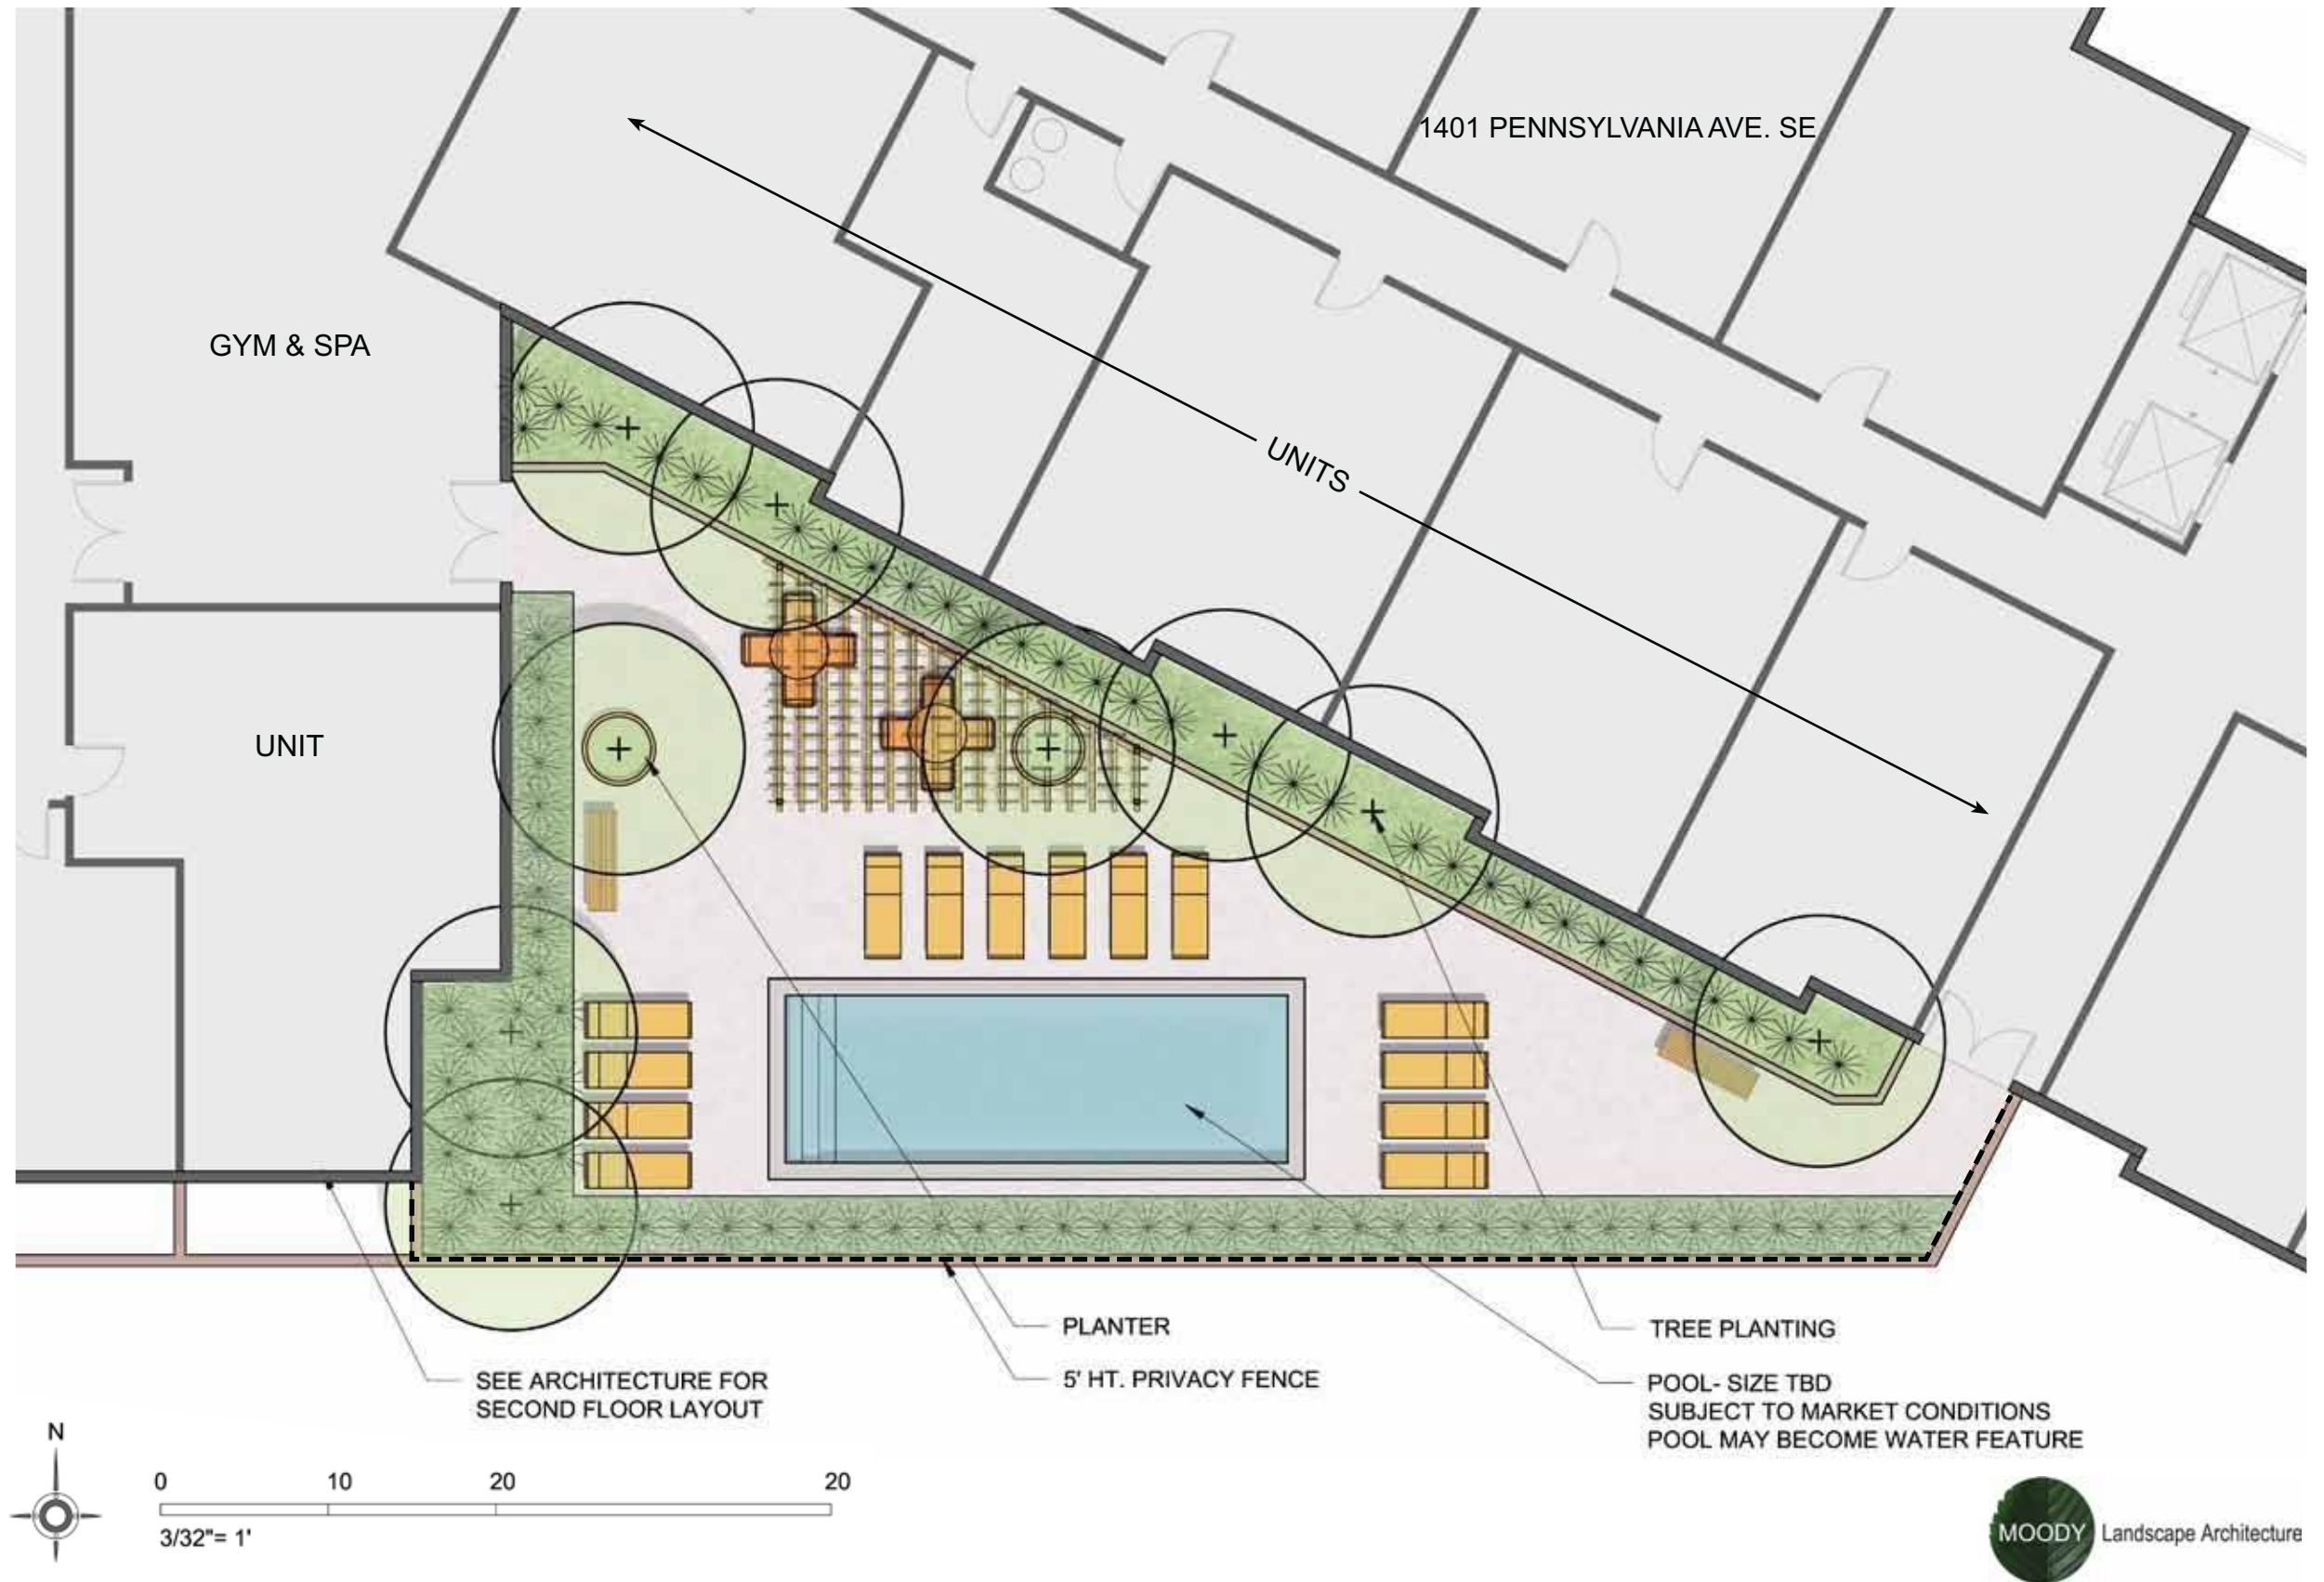 1401 PENNSYLVANIA AVE. SE
GYM & SPA
UNITS
UNIT
PLANTER
5' HT. PRIVACY FENCE
TREE PLANTING
POOL- SIZE TBD
SUBJECT TO MARKET CONDITIONS
POOL MAY BECOME WATER FEATURE
SEE ARCHITECTURE FOR
SECOND FLOOR LAYOUT
N
0 10 20 20
3/32"= 1'
MOODY Landscape Architecture